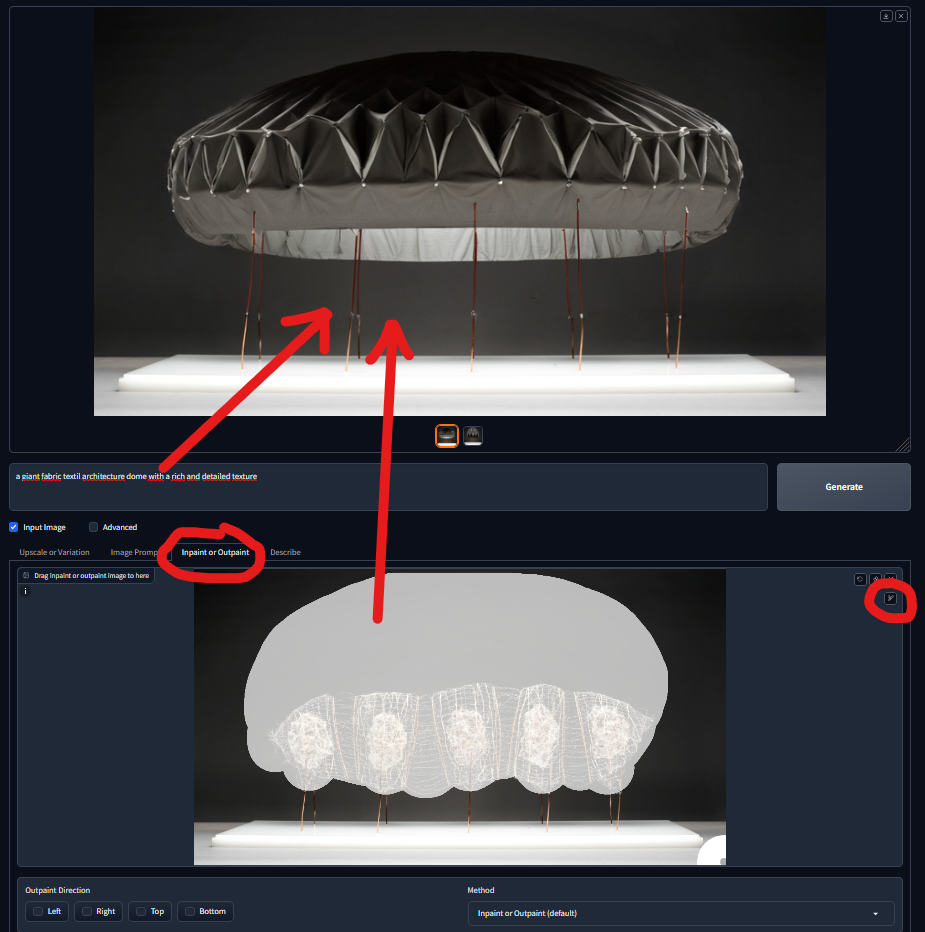 a giant fabric textil architecture dome with a rich and detailed texture
Generate
Input Image
Advanced
Upscale or Variation
Image Promp
Inpaint or Outpaint
Describe
Drag inpaint or outpaint image to here
i
Outpaint Direction
Method
Left
Right
Top
Bottom
Inpaint or Outpaint (default)